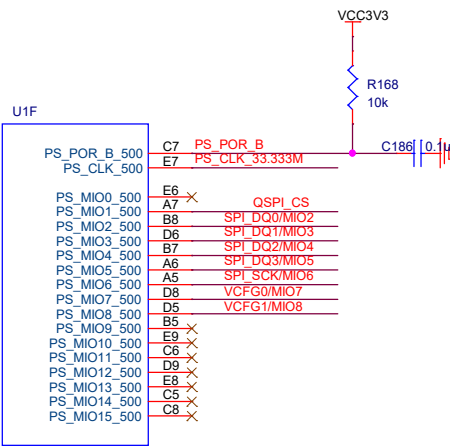 VCC3V3
R168
10k
U1F
C186 0.1u
PS_POR_B_500 C7 PS_POR_B
PS_CLK_500 E7 PS_CLK_33.333M
PS_MIO0_500 E6
PS_MIO1_500 A7 QSPI_CS
PS_MIO2_500 B8 SPI_DQ0/MIO2
PS_MIO3_500 D6 SPI_DQ1/MIO3
PS_MIO4_500 B7 SPI_DQ2/MIO4
PS_MIO5_500 A6 SPI_DQ3/MIO5
PS_MIO6_500 A5 SPI_SCK/MIO6
PS_MIO7_500 D8 VCFG0/MIO7
PS_MIO8_500 D5 VCFG1/MIO8
PS_MIO9_500 B5
PS_MIO10_500 E9
PS_MIO11_500 C6
PS_MIO12_500 D9
PS_MIO13_500 E8
PS_MIO14_500 C5
PS_MIO15_500 C8